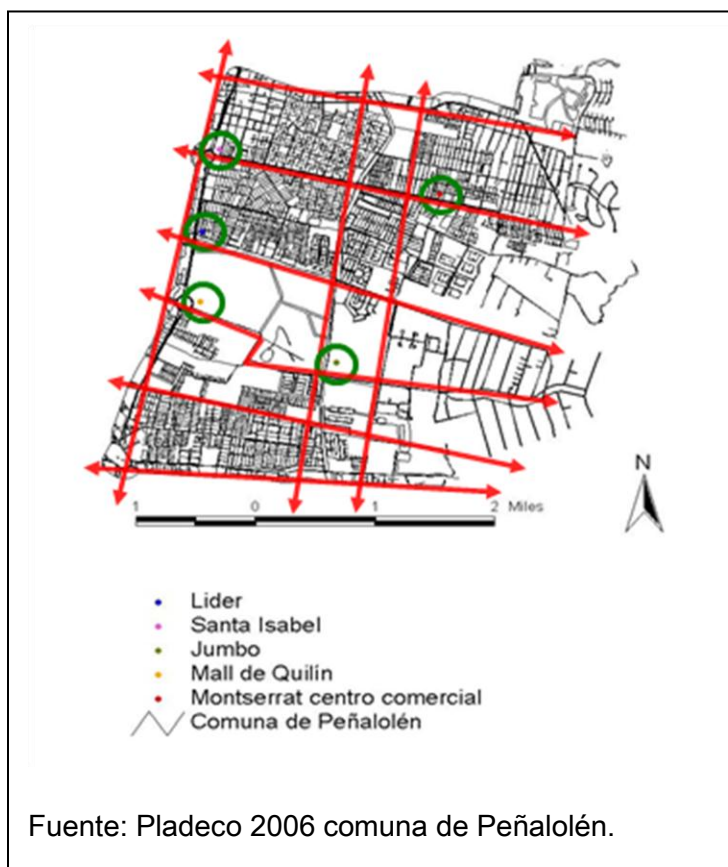 N
1 0 1 2 Miles
Lider
Santa Isabel
Jumbo
Mall de Quilín
Montserrat centro comercial
Comuna de Peñalolén
Fuente: Pladeco 2006 comuna de Peñalolén.